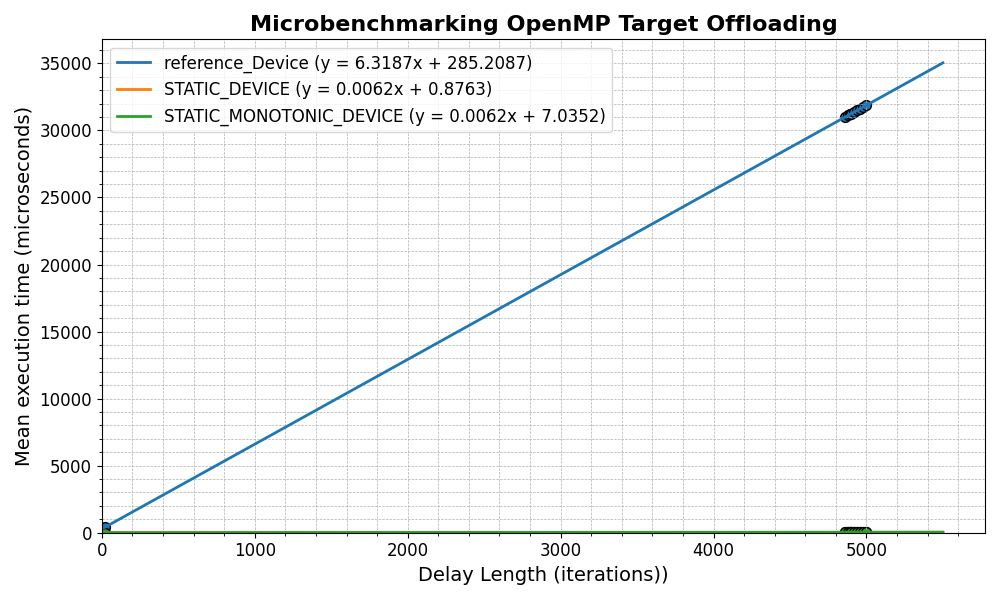 Microbenchmarking OpenMP Target Offloading
reference_Device (y = 6.3187x + 285.2087)
STATIC_DEVICE (y = 0.0062x + 0.8763)
STATIC_MONOTONIC_DEVICE (y = 0.0062x + 7.0352)
Mean execution time (microseconds)
35000
30000
25000
20000
15000
10000
5000
0
0 1000 2000 3000 4000 5000
Delay Length (iterations))